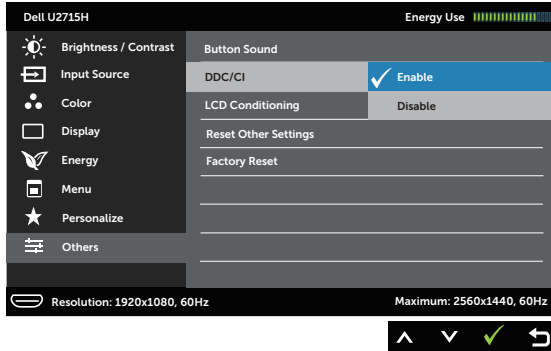 Dell U2715H Energy Use
Brightness / Contrast Button Sound
Input Source DDC/CI Enable
Color LCD Conditioning Disable
Display Reset Other Settings
Energy Factory Reset
Menu
Personalize
Others
Resolution: 1920x1080, 60Hz Maximum: 2560x1440, 60Hz